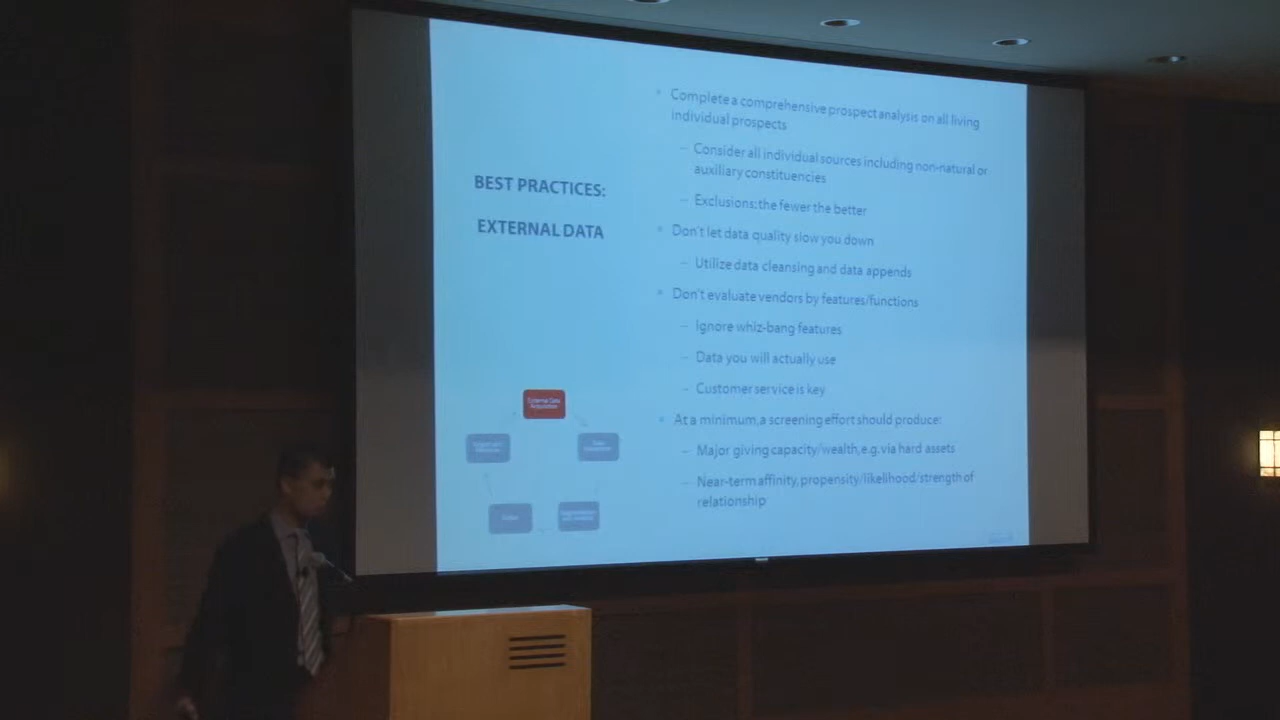 BEST PRACTICES:
EXTERNAL DATA
Complete a comprehensive prospect analysis on all living
individual prospects
– Consider all individual sources including non-natural or
auxiliary constituencies
– Exclusions: the fewer the better
Don't let data quality slow you down
– Utilize data cleansing and data appends
Don't evaluate vendors by features/functions
– Ignore whiz-bang features
– Data you will actually use
– Customer service is key
At a minimum, a screening effort should produce:
– Major giving capacity/wealth, e.g. via hard assets
– Near-term affinity, propensity/likelihood/strength of
relationship
External Data
Acquisition